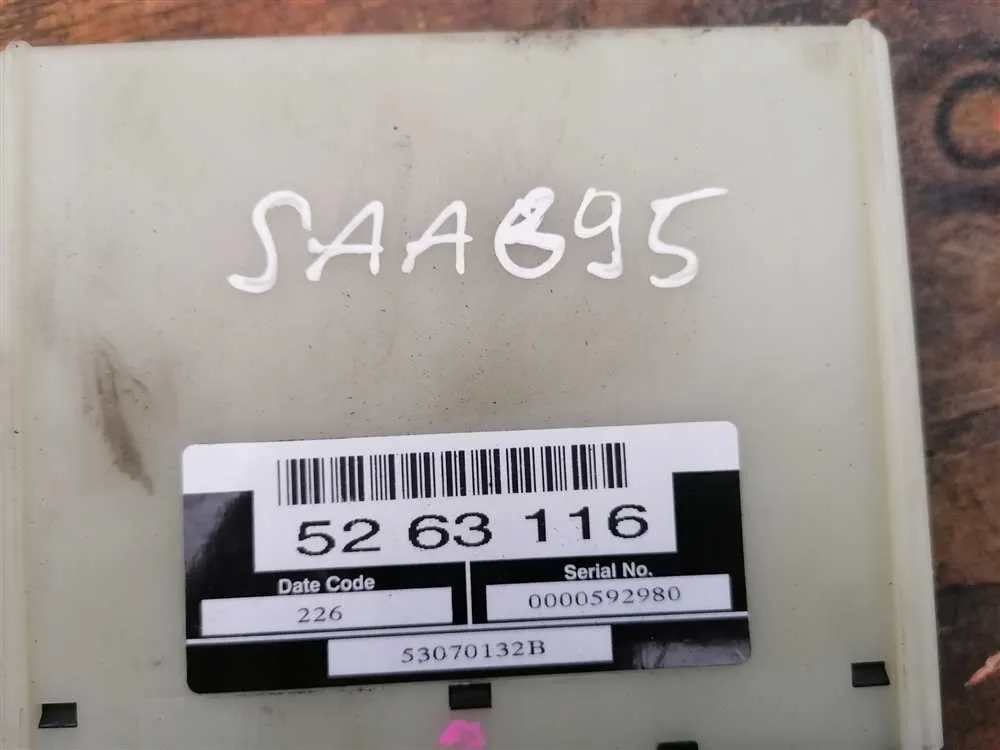 SAAB95
52 63 116
Date Code
Serial No.
226
0000592980
53070132B